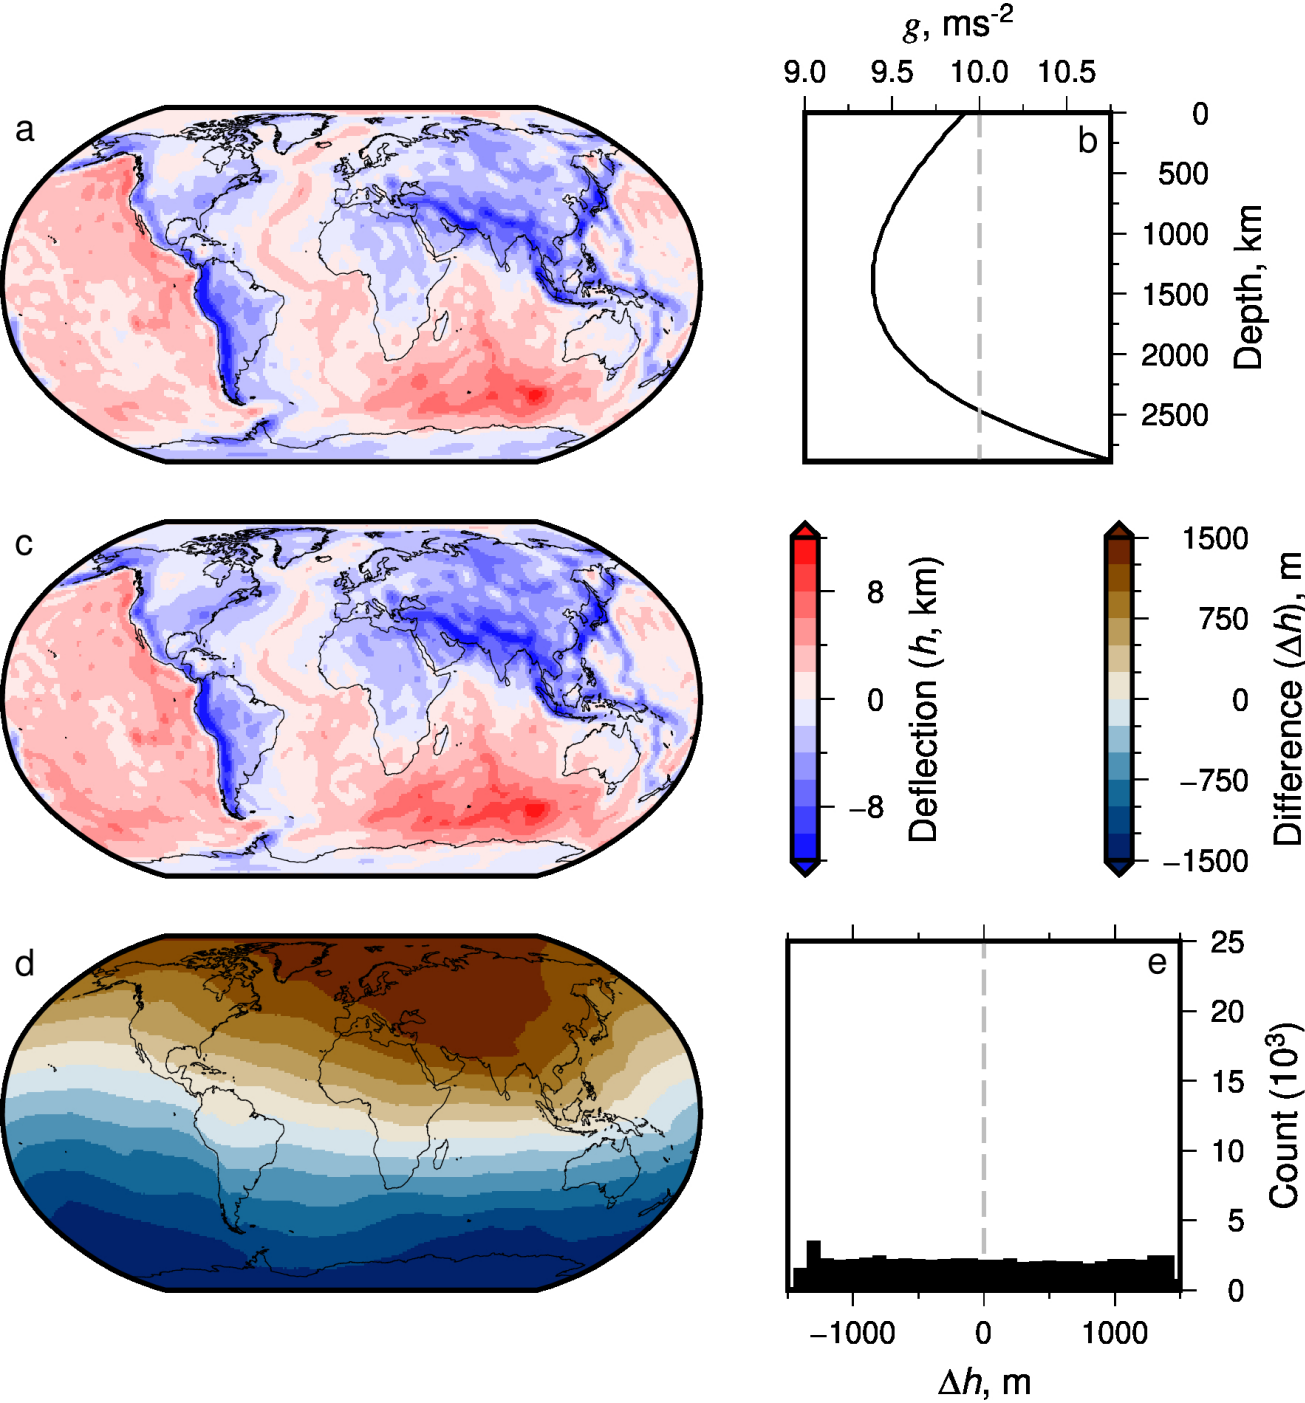 a
g, ms-2
9.0 9.5 10.0 10.5
b
0
500
1000
1500
2000
2500
Depth, km
c
8
0
−8
Deflection (h, km)
1500
750
0
−750
−1500
Difference (Δh), m
d
e
25
20
15
10
5
0
Count (103)
−1000 0 1000
Δh, m